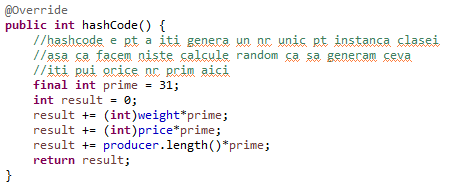 @Override
public int hashCode() {
//hashcode e pt a iti genera un nr unic pt instanca clasei
//asa ca facem niste calcule random ca sa generam ceva
//iti pui orice nr prim aici
final int prime = 31;
int result = 0;
result += (int)weight*prime;
result += (int)price*prime;
result += producer.length()*prime;
return result;
}